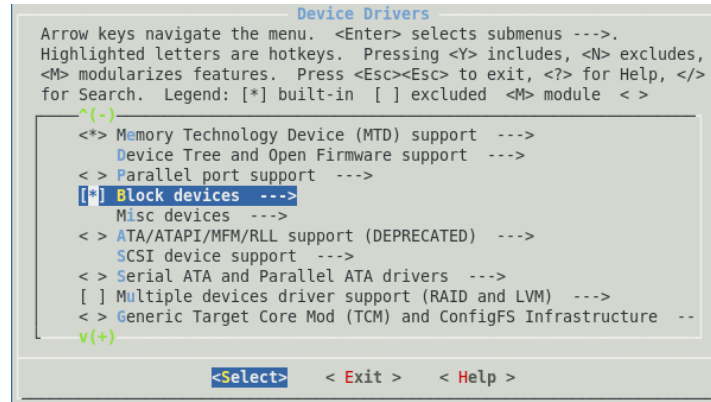 Device Drivers
Arrow keys navigate the menu.  <Enter> selects submenus --->.
Highlighted letters are hotkeys.  Pressing <Y> includes, <N> excludes,
<M> modularizes features.  Press <Esc><Esc> to exit, <?> for Help, </>
for Search.  Legend: [*] built-in  [ ] excluded  <M> module  < >
^(-)
<*> Memory Technology Device (MTD) support  --->
Device Tree and Open Firmware support  --->
< > Parallel port support  --->
[*] Block devices  --->
Misc devices  --->
< > ATA/ATAPI/MFM/RLL support (DEPRECATED)  --->
SCSI device support  --->
< > Serial ATA and Parallel ATA drivers  --->
[ ] Multiple devices driver support (RAID and LVM)  --->
< > Generic Target Core Mod (TCM) and ConfigFS Infrastructure  --
v(+)
<Select>    < Exit >    < Help >